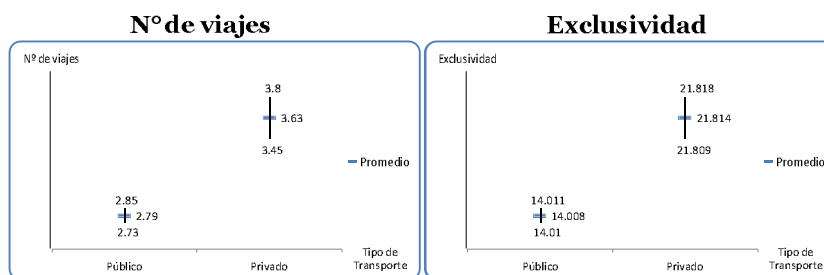 N° de viajes
Nº de viajes
3.8
3.63
3.45
Promedio
2.85
2.79
2.73
Público
Privado
Tipo de
Transporte
Exclusividad
Exclusividad
21.818
21.814
21.809
Promedio
14.011
14.008
14.01
Público
Privado
Tipo de
Transporte